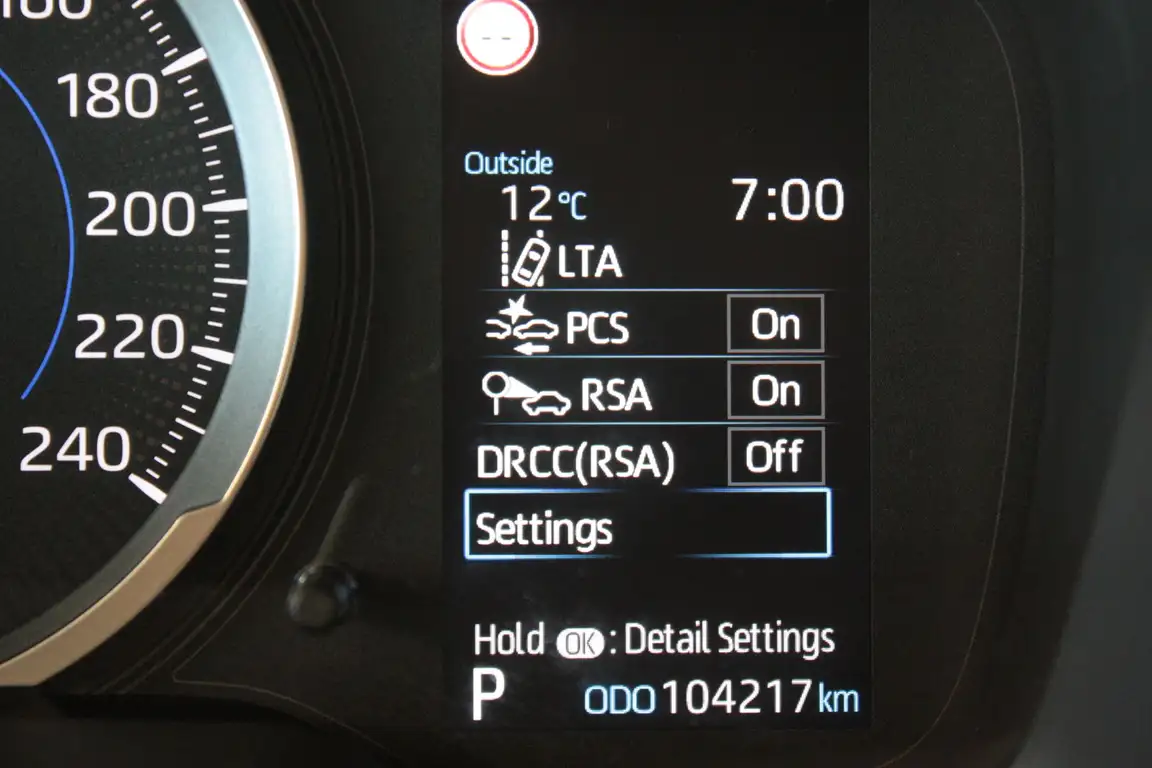 180
200
220
240
--
Outside
12°C 7:00
LTA
PCS On
RSA On
DRCC(RSA) Off
Settings
Hold OK : Detail Settings
P ODO 104217 km